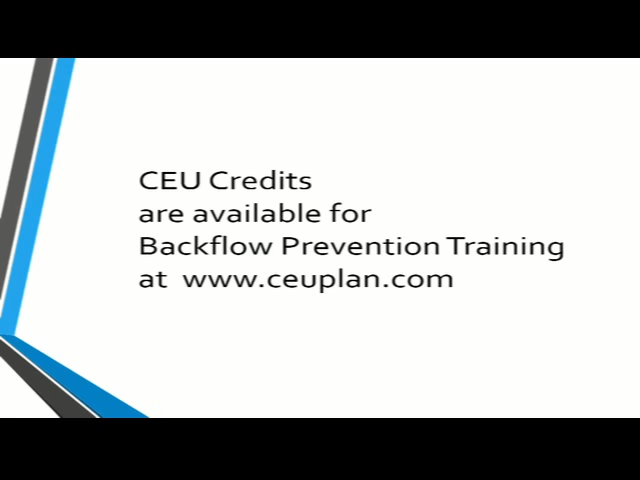 CEU Credits
are available for
Backflow Prevention Training
at www.ceuplan.com